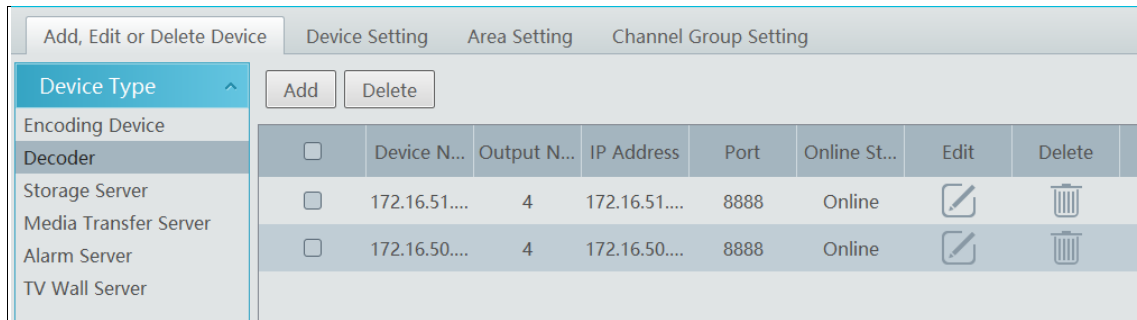 Add, Edit or Delete Device Device Setting Area Setting Channel Group Setting
Device Type
Add Delete
Encoding Device
Decoder
Storage Server
Media Transfer Server
Alarm Server
TV Wall Server
Device N... Output N... IP Address Port Online St... Edit Delete
172.16.51.... 4 172.16.51.... 8888 Online
172.16.50.... 4 172.16.50.... 8888 Online